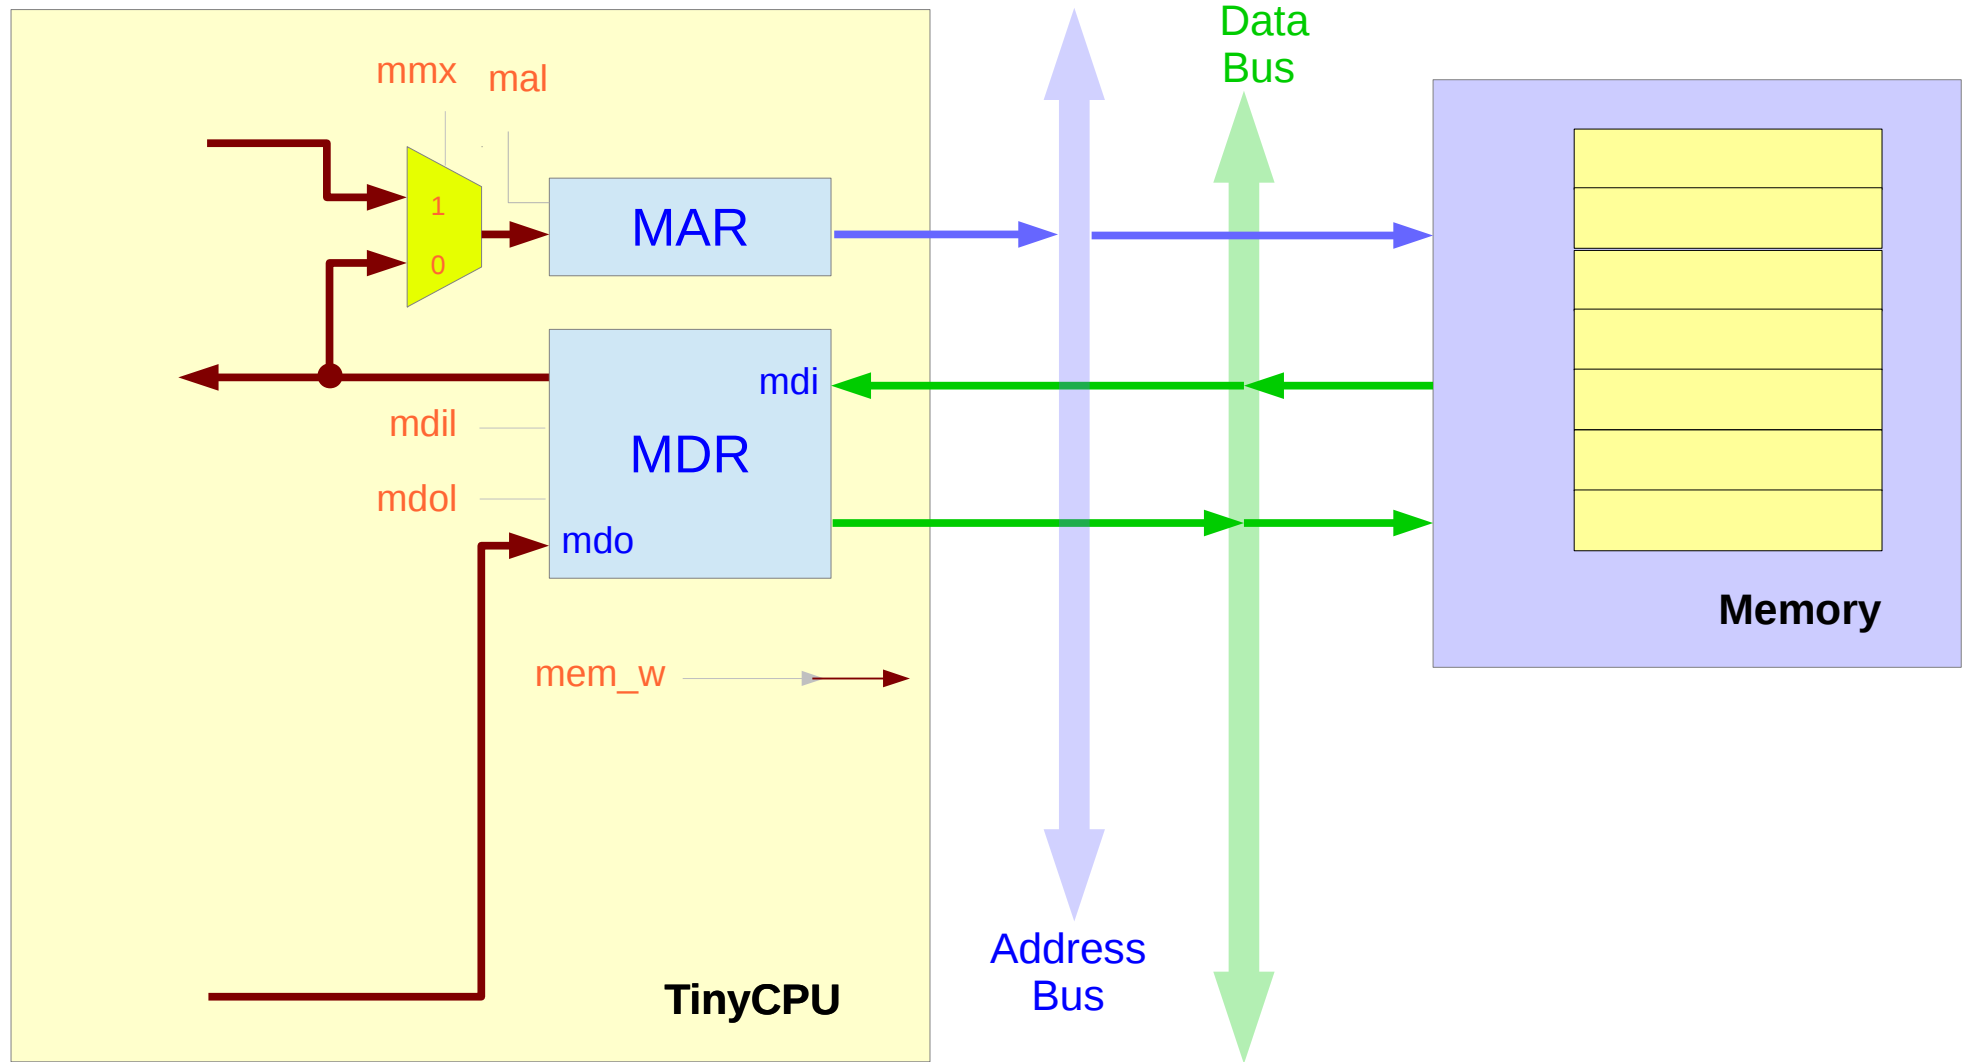 Data
Bus
mmx
mal
1
MAR
0
mdi
mdil
MDR
mdol
mdo
Memory
mem_w
Address
Bus
TinyCPU